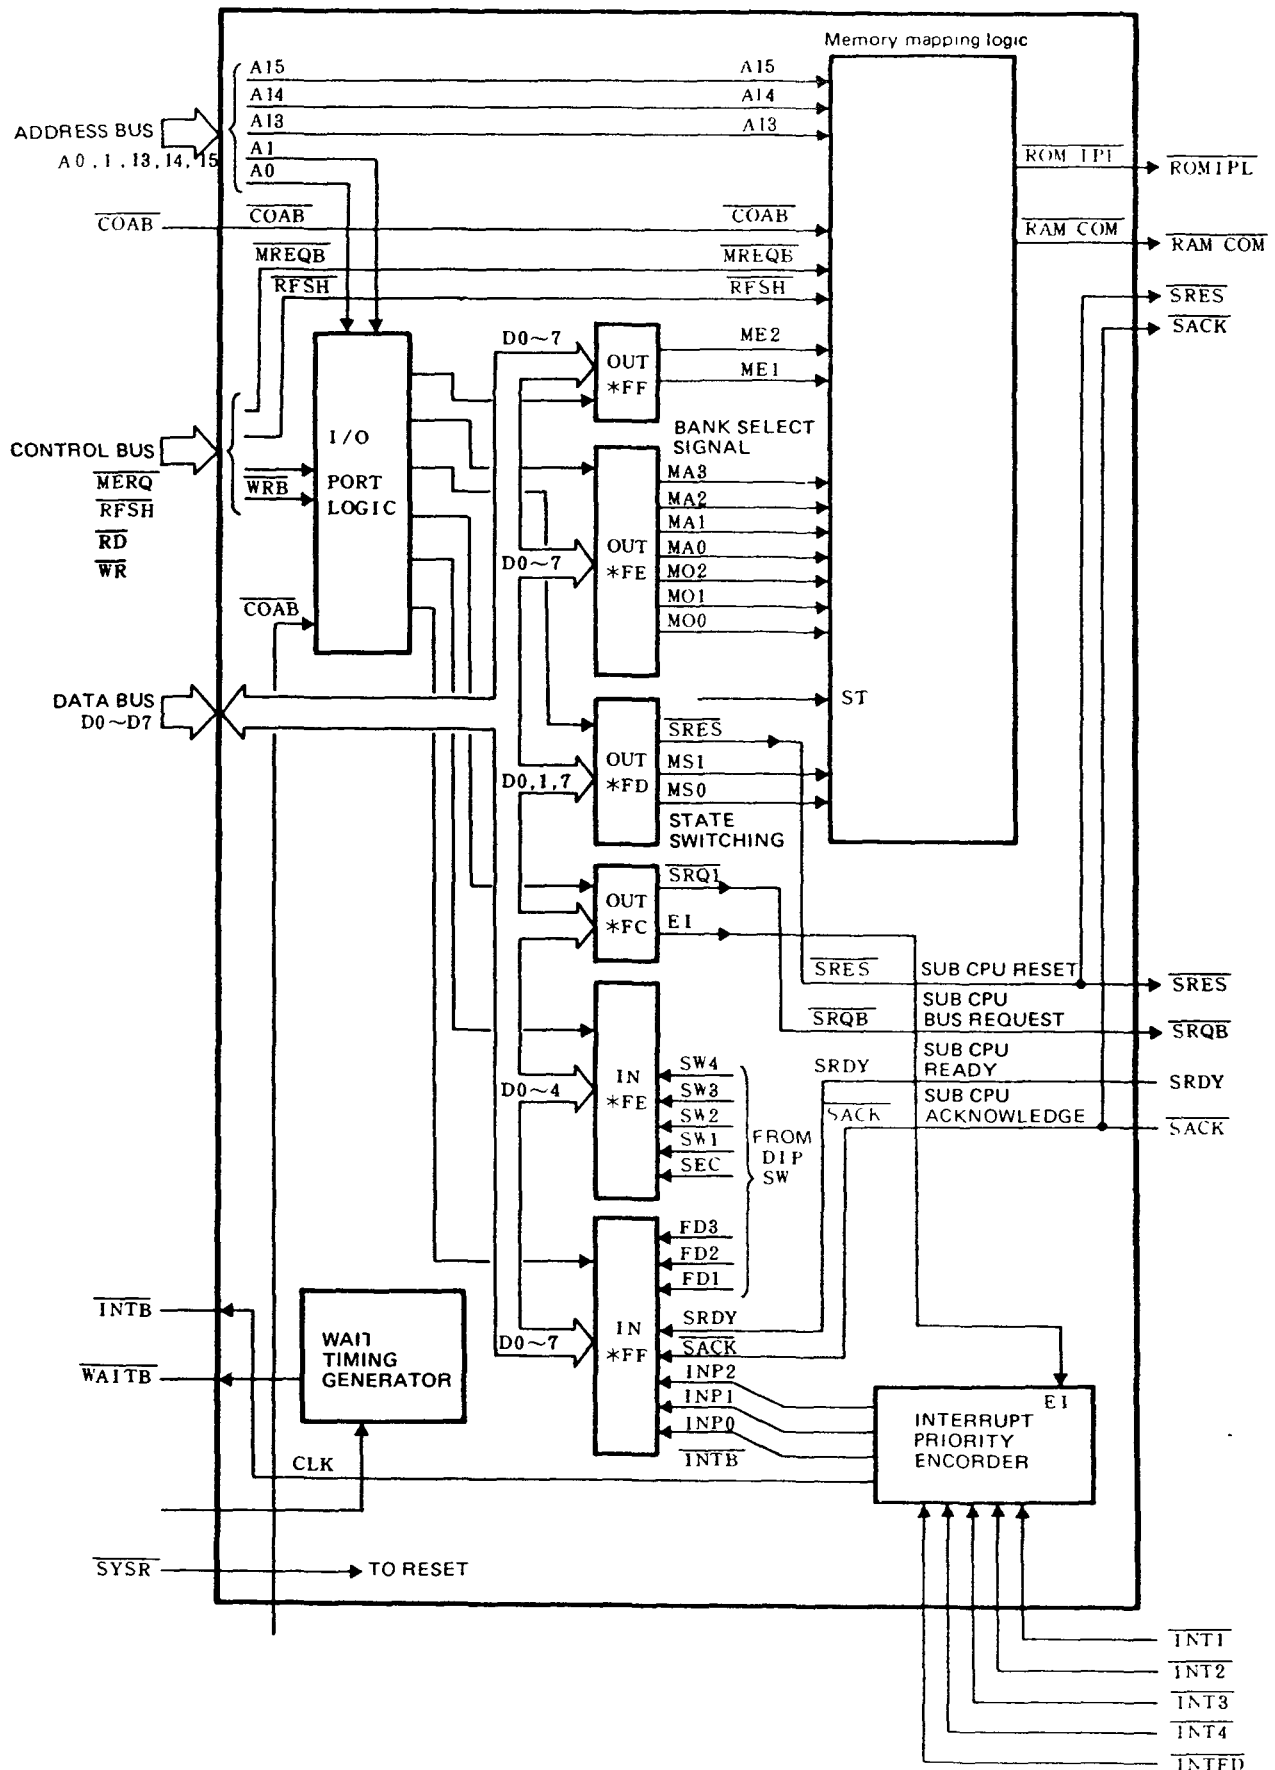 Memory mapping logic
A15 A15
A14 A14
ADDRESS BUS A13 A13
A0,1,13,14,15 A1 ROM IPL ROMIPL
A0
COAB COAB COAB RAM COM RAM COM
MREQB MREQB
RFSH RFSH SRES
SACK
D0~7 OUT ME2
*FF ME1
BANK SELECT
SIGNAL
I/O
CONTROL BUS MA3
MERQ WRB PORT MA2
RFSH LOGIC MA1
RD OUT MA0
WR D0~7 *FE MO2
COAB MO1
MO0
DATA BUS ST
D0~D7 SRES
OUT MS1
D0,1,7 *FD MS0
STATE
SWITCHING
SRQ1
OUT
*FC EI
SRES SUB CPU RESET SRES
SUB CPU
SRQB BUS REQUEST SRQB
SUB CPU
SW4 SRDY READY SRDY
IN SW3 SUB CPU
D0~4 *FE SW2 SACK ACKNOWLEDGE SACK
SW1 FROM
SEC DIP
SW
FD3
FD2
FD1
INTB SRDY
WAIT IN SACK
TIMING D0~7 *FF INP2
WAITB GENERATOR INP1 EI
INP0 INTERRUPT
PRIORITY
ENCORDER
CLK INTB
SYSR TO RESET
INT1
INT2
INT3
INT4
INTFD